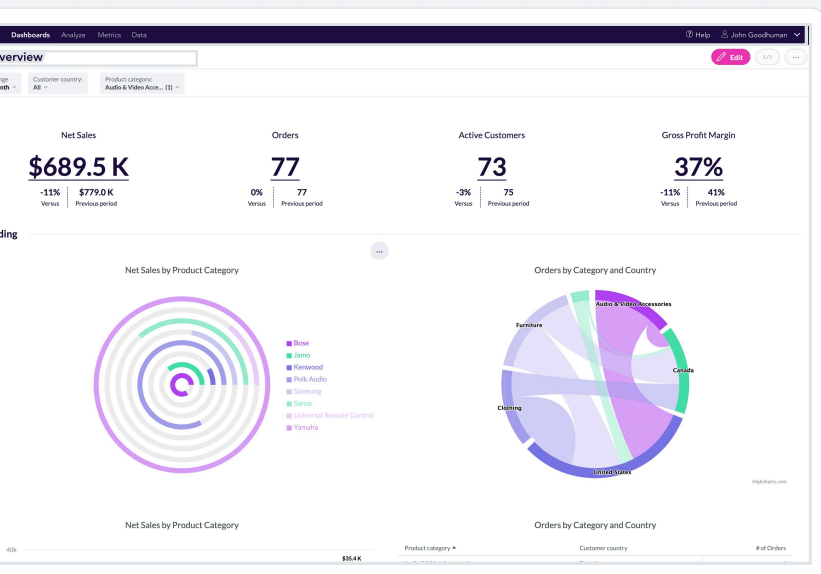 Dashboards Analyze Metrics Data Help John Goodhuman
verview
Edit </> ...
nge Customer country: Product category:
nth All Audio & Video Acce... (1)
Net Sales Orders Active Customers Gross Profit Margin
$689.5 K 77 73 37%
-11% $779.0 K 0% 77 -3% 75 -11% 41%
Versus Previous period Versus Previous period Versus Previous period Versus Previous period
ding
...
Net Sales by Product Category Orders by Category and Country
Audio & Video Accessories
Furniture
Bose
Jamo
Kenwood
Canada
Polk Audio
Samsung
Sanus
Clothing
Universal Remote Control
Yamaha
United States
Highcharts.com
Net Sales by Product Category Orders by Category and Country
Product category Customer country # of Orders
40k
$35.4 K